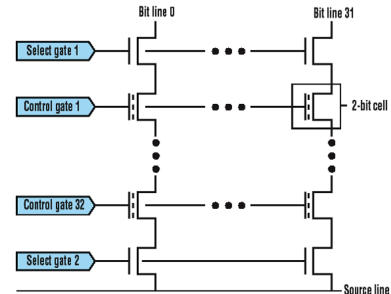 Bit line 0
Bit line 31
Select gate 1
Control gate 1
2-bit cell
Control gate 32
Select gate 2
Source line